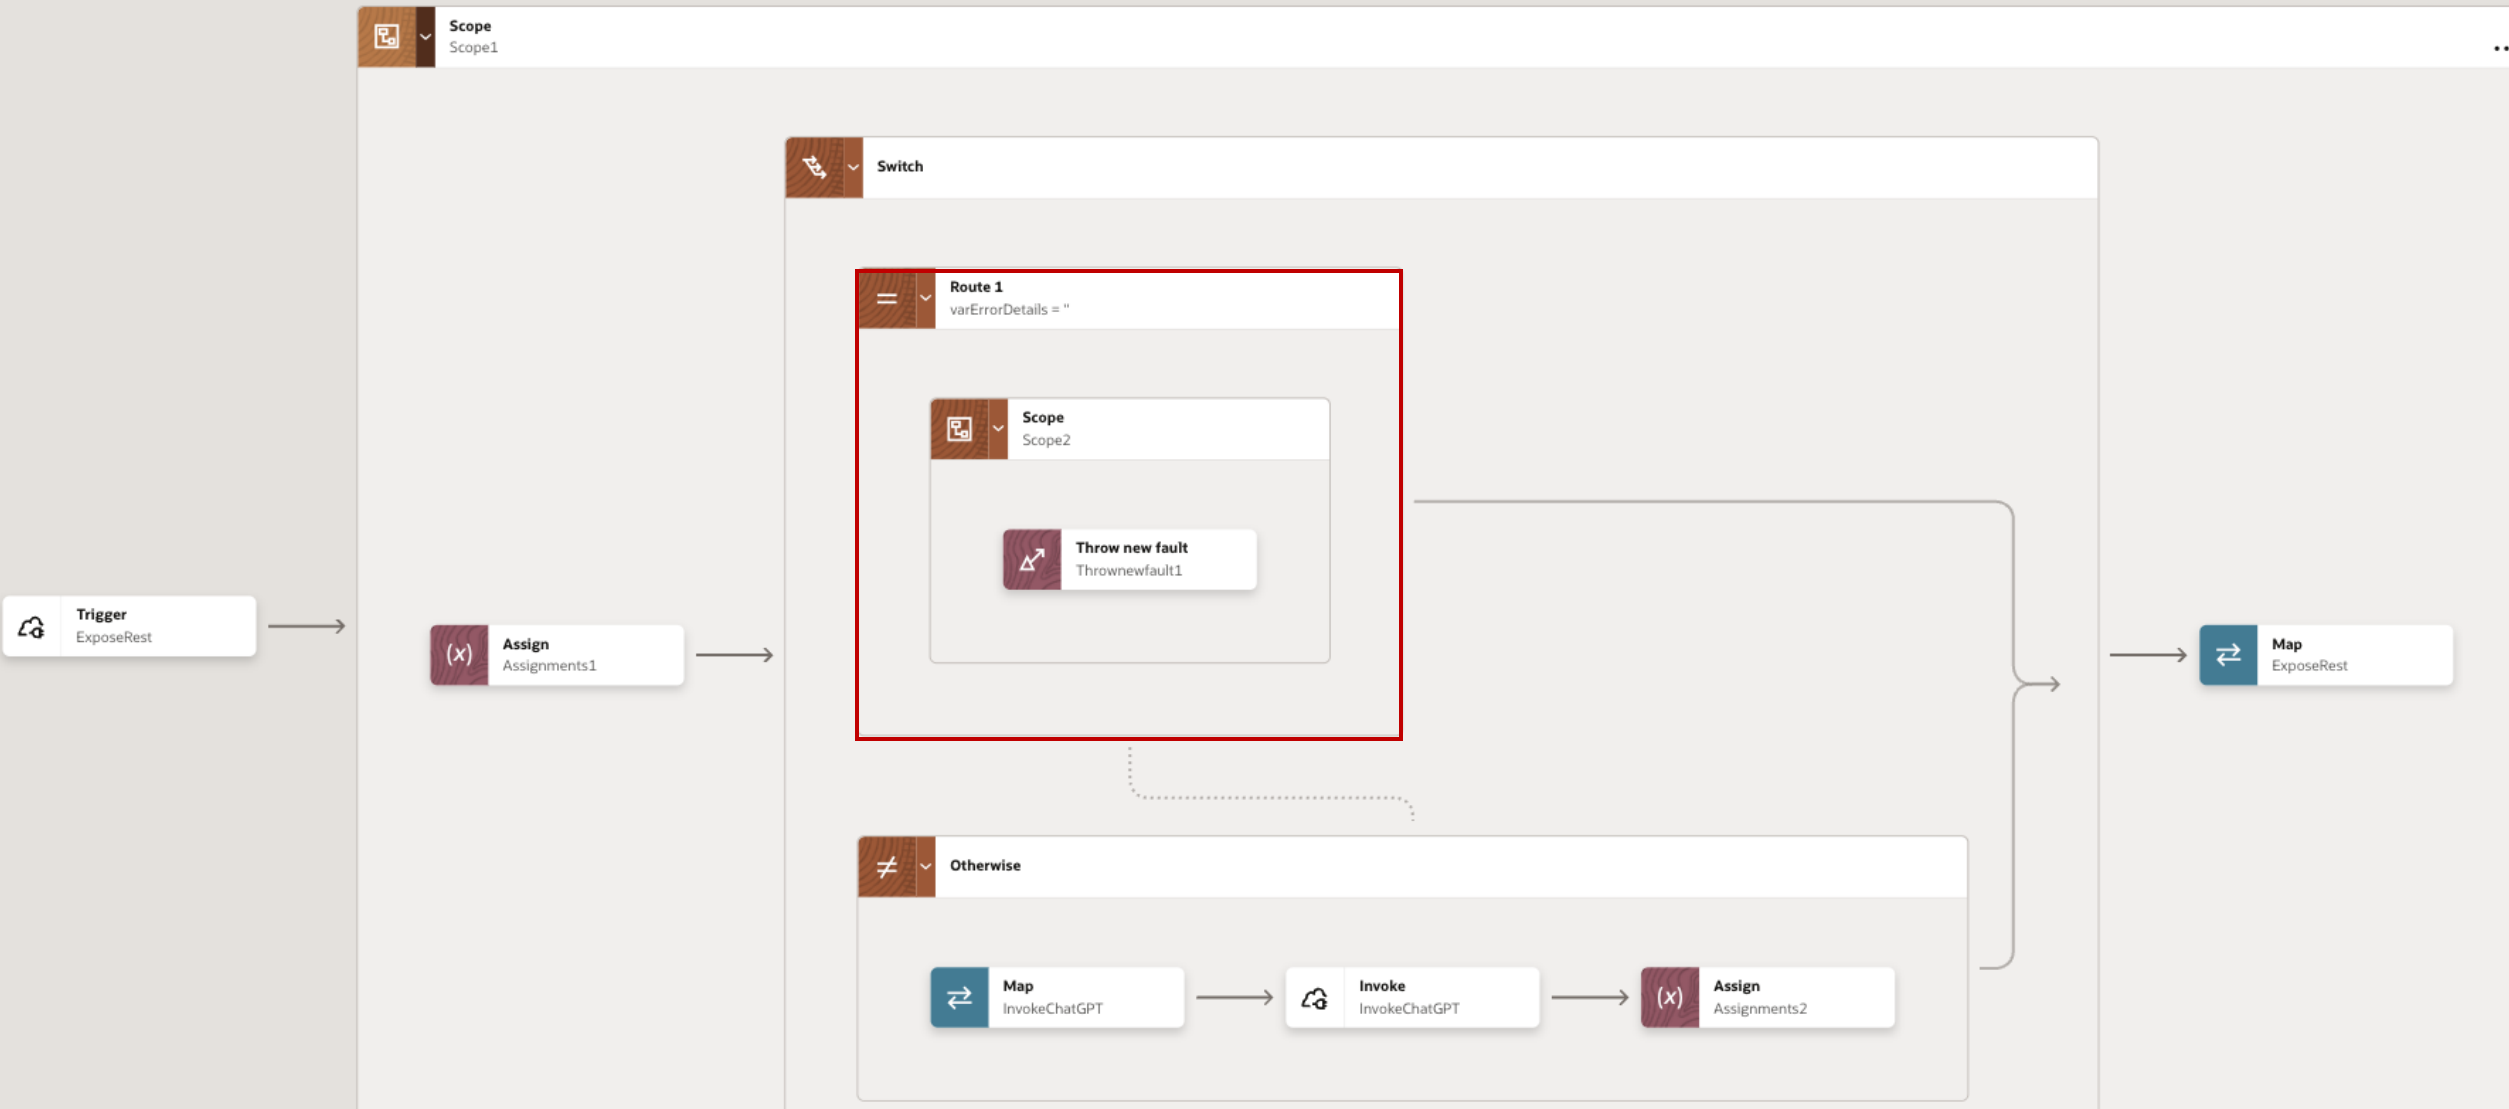 Scope
Scope1
Switch
Route 1
varErrorDetails = ''
Scope
Scope2
Throw new fault
Thrownewfault1
Trigger
ExposeRest
Assign
Assignments1
Map
ExposeRest
Otherwise
Map
InvokeChatGPT
Invoke
InvokeChatGPT
Assign
Assignments2